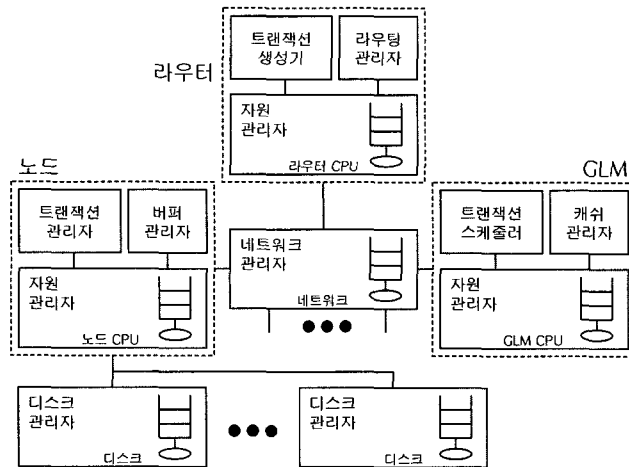 라우터
트랜잭션
생성기
라우팅
관리자
자원
관리자
라우터 CPU
노드
트랜잭션
관리자
버퍼
관리자
자원
관리자
노드 CPU
네트워크
관리자
네트워크
GLM
트랜잭션
스케줄러
캐쉬
관리자
자원
관리자
GLM CPU
디스크
관리자
디스크
디스크
관리자
디스크